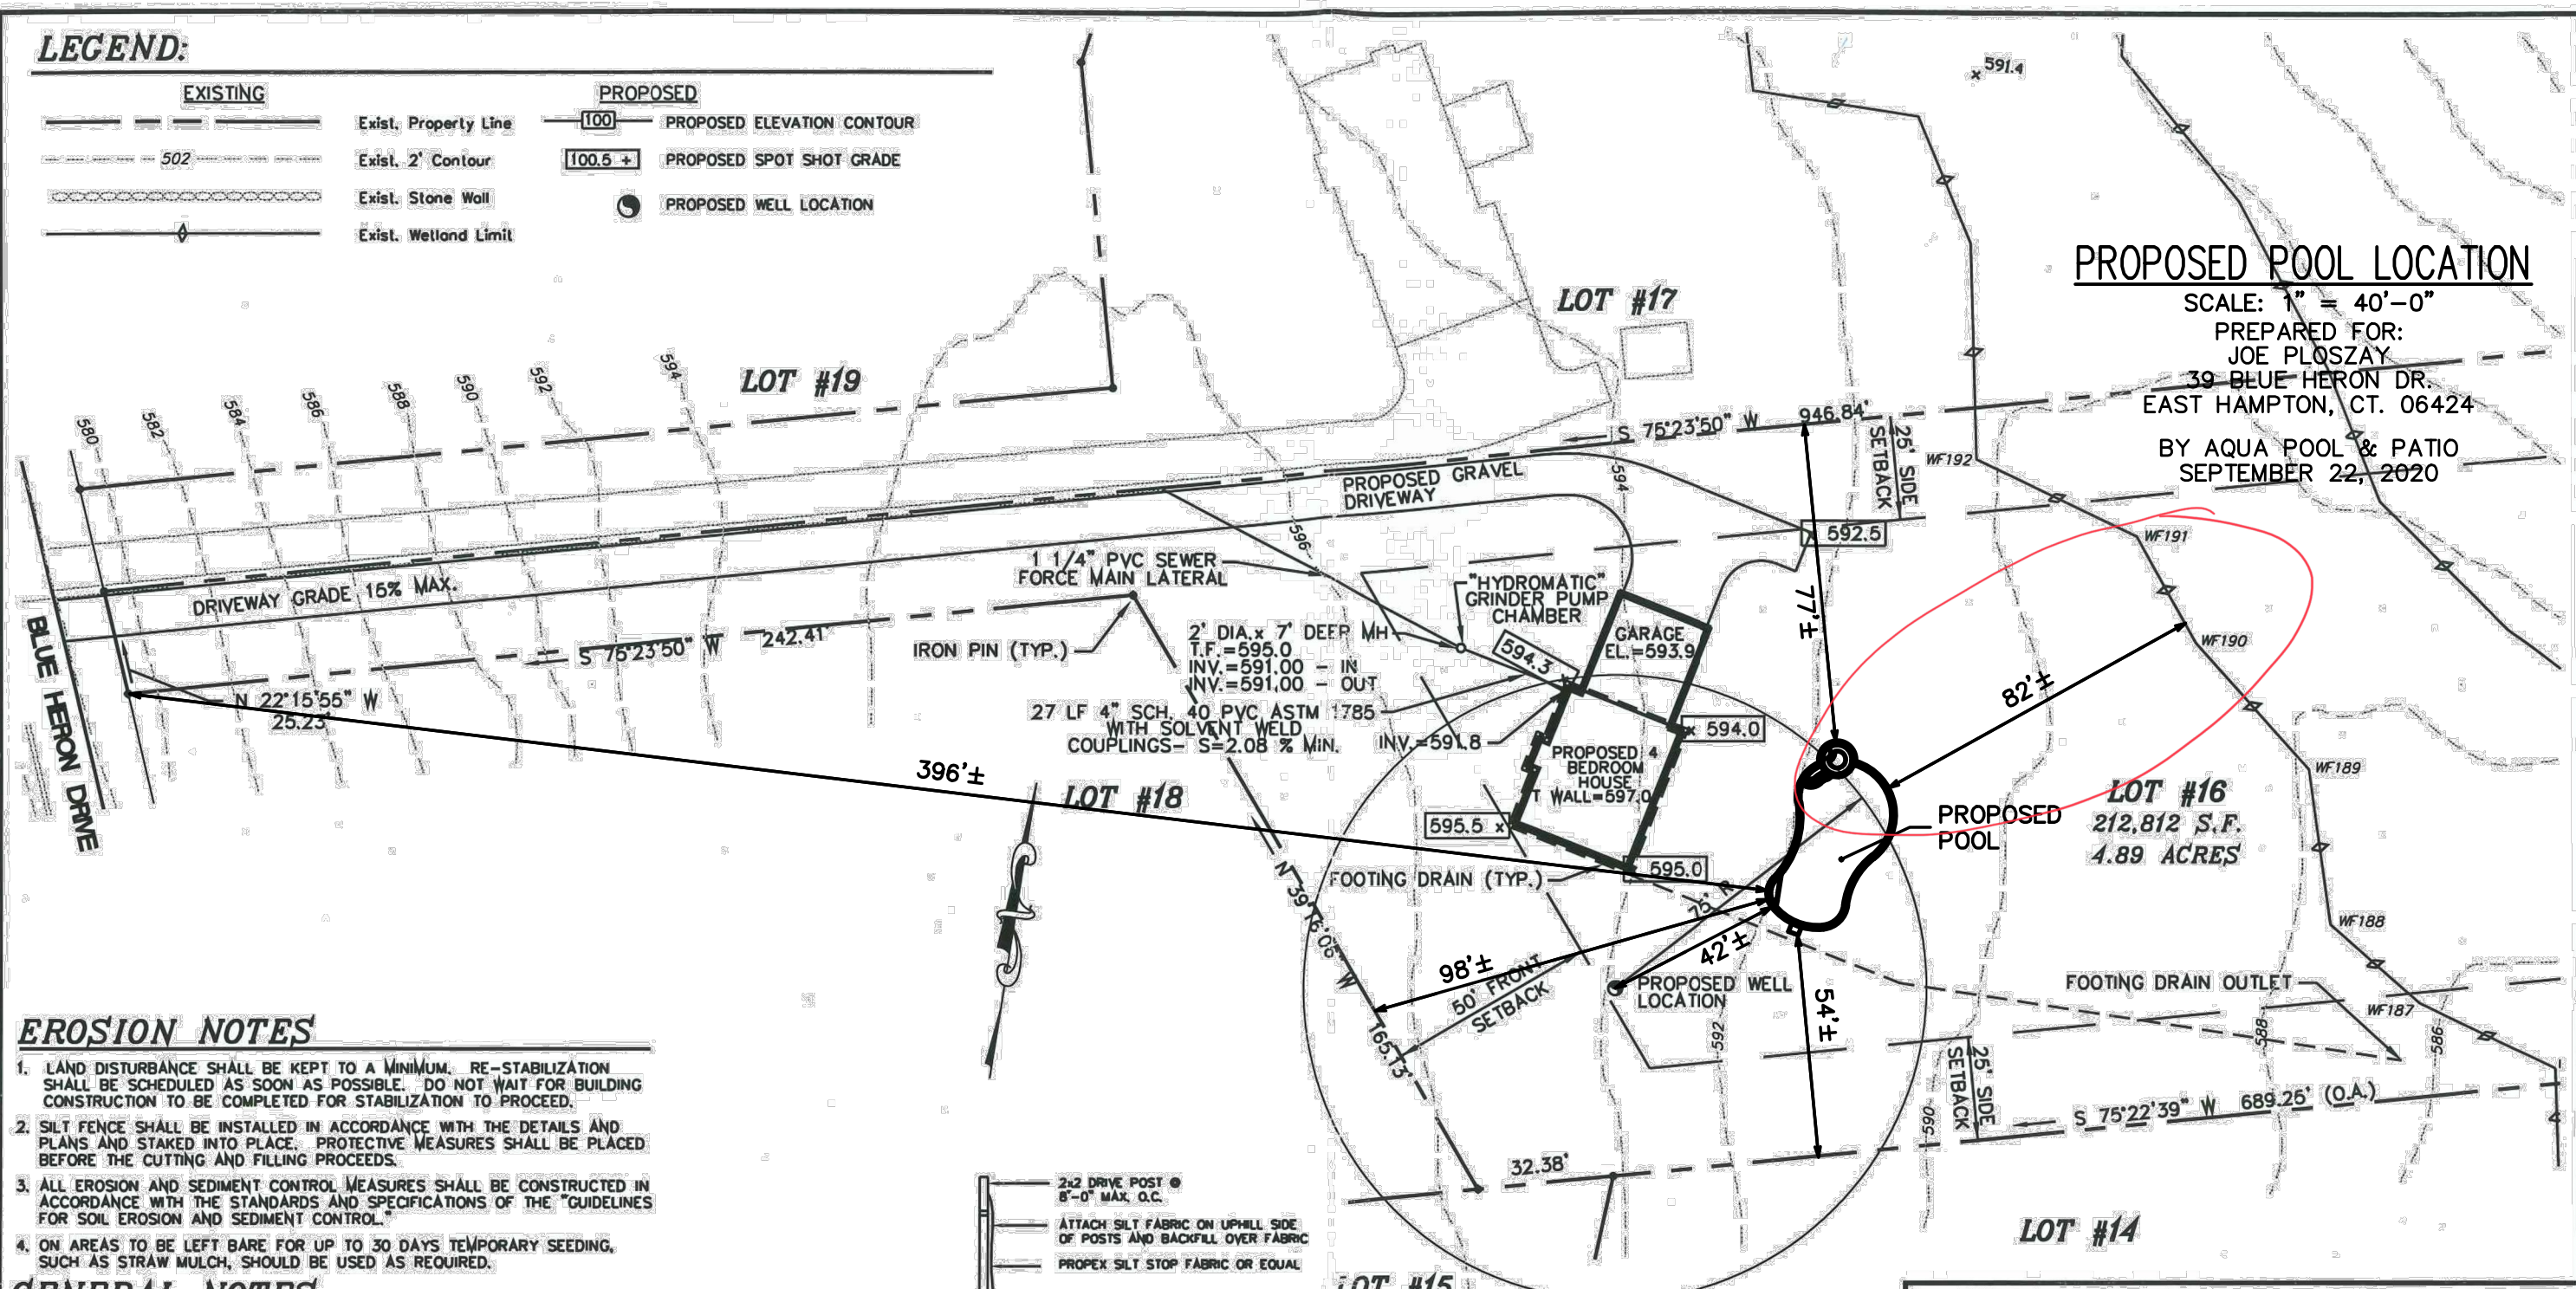 LEGEND:
EXISTING
Exist. Property Line
502
Exist. 2' Contour
Exist. Stone Wall
Exist. Wetland Limit
PROPOSED
100
PROPOSED ELEVATION CONTOUR
100.5 +
PROPOSED SPOT SHOT GRADE
PROPOSED WELL LOCATION
591.4
PROPOSED POOL LOCATION
SCALE: 1" = 40'-0"
PREPARED FOR:
JOE PLOSZAY
39 BLUE HERON DR.
EAST HAMPTON, CT. 06424
BY AQUA POOL & PATIO
SEPTEMBER 22, 2020
LOT #17
LOT #19
580
582
584
586
588
590
592
594
S 75°23'50" W
946.84'
25' SIDE
SETBACK
WF192
WF191
WF190
WF189
WF188
WF187
PROPOSED GRAVEL
DRIVEWAY
594
596
592.5
DRIVEWAY GRADE 15% MAX.
BLUE HERON DRIVE
1 1/4" PVC SEWER
FORCE MAIN LATERAL
"HYDROMATIC"
GRINDER PUMP
CHAMBER
S 75°23'50" W
242.41'
IRON PIN (TYP.)
2' DIA.x 7' DEEP MH
T.F.=595.0
INV.=591.00 - IN
INV.=591.00 - OUT
594.3
GARAGE
EL.=593.9
77'±
82'±
N 22°15'55" W
25.23'
27 LF 4" SCH. 40 PVC ASTM 1785
WITH SOLVENT WELD
COUPLINGS- S=2.08 % MIN.
INV.=591.8
594.0
PROPOSED 4
BEDROOM
HOUSE
T WALL=597.0
396'±
LOT #18
595.5
595.0
FOOTING DRAIN (TYP.)
PROPOSED
POOL
LOT #16
212,812 S.F.
4.89 ACRES
75' R
N 39°16'05" W
165.13'
98'±
42'±
50' FRONT
SETBACK
PROPOSED WELL
LOCATION
54'±
FOOTING DRAIN OUTLET
592
590
588
586
25' SIDE
SETBACK
S 75°22'39" W
689.25' (O.A.)
32.38'
LOT #14
LOT #15
EROSION NOTES
1. LAND DISTURBANCE SHALL BE KEPT TO A MINIMUM. RE-STABILIZATION
SHALL BE SCHEDULED AS SOON AS POSSIBLE. DO NOT WAIT FOR BUILDING
CONSTRUCTION TO BE COMPLETED FOR STABILIZATION TO PROCEED.
2. SILT FENCE SHALL BE INSTALLED IN ACCORDANCE WITH THE DETAILS AND
PLANS AND STAKED INTO PLACE. PROTECTIVE MEASURES SHALL BE PLACED
BEFORE THE CUTTING AND FILLING PROCEEDS.
3. ALL EROSION AND SEDIMENT CONTROL MEASURES SHALL BE CONSTRUCTED IN
ACCORDANCE WITH THE STANDARDS AND SPECIFICATIONS OF THE "GUIDELINES
FOR SOIL EROSION AND SEDIMENT CONTROL."
4. ON AREAS TO BE LEFT BARE FOR UP TO 30 DAYS TEMPORARY SEEDING,
SUCH AS STRAW MULCH, SHOULD BE USED AS REQUIRED.
GENERAL NOTES
2x2 DRIVE POST @
8'-0" MAX. O.C.
ATTACH SILT FABRIC ON UPHILL SIDE
OF POSTS AND BACKFILL OVER FABRIC
PROPEX SILT STOP FABRIC OR EQUAL